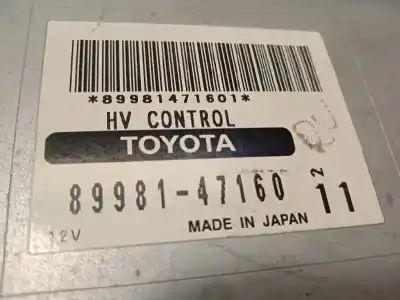 *89981471601*
HV CONTROL
TOYOTA
89981-47160 2 11
12V MADE IN JAPAN